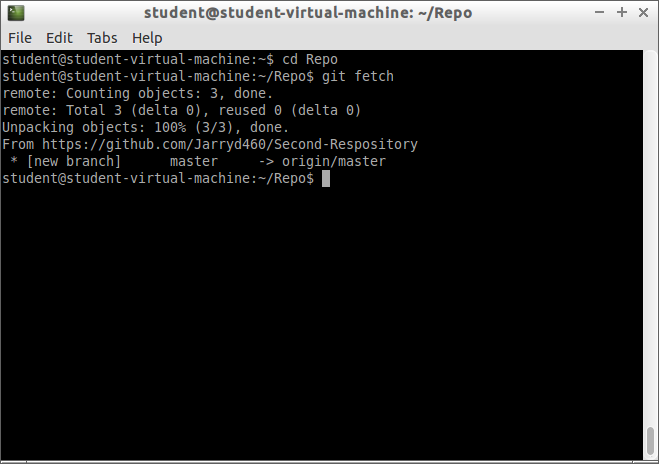 student@student-virtual-machine: ~/Repo
File Edit Tabs Help
student@student-virtual-machine:~$ cd Repo
student@student-virtual-machine:~/Repo$ git fetch
remote: Counting objects: 3, done.
remote: Total 3 (delta 0), reused 0 (delta 0)
Unpacking objects: 100% (3/3), done.
From https://github.com/Jarryd460/Second-Respository
 * [new branch]      master     -> origin/master
student@student-virtual-machine:~/Repo$